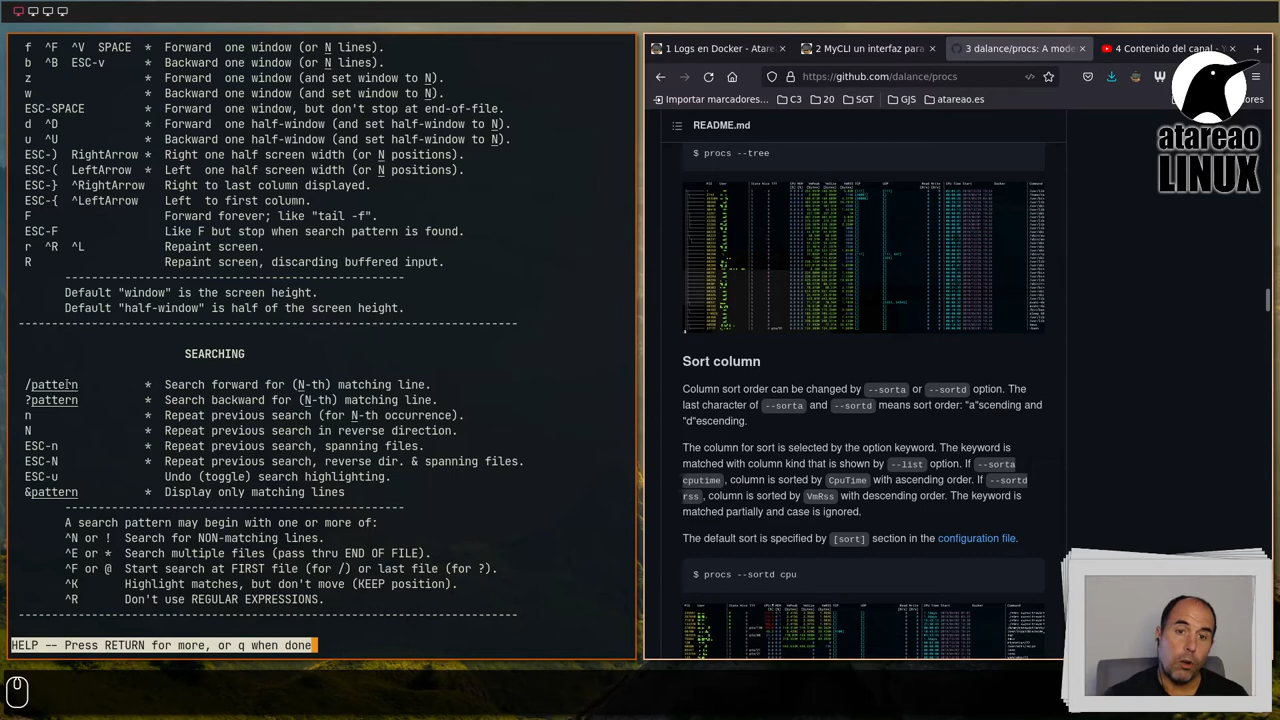 f  ^F  ^V  SPACE  *  Forward  one window (or N lines).
b  ^B  ESC-v      *  Backward one window (or N lines).
z                 *  Forward  one window (and set window to N).
w                 *  Backward one window (and set window to N).
ESC-SPACE         *  Forward  one window, but don't stop at end-of-file.
d  ^D             *  Forward  one half-window (and set half-window to N).
u  ^U             *  Backward one half-window (and set half-window to N).
ESC-)  RightArrow *  Right one half screen width (or N positions).
ESC-(  LeftArrow  *  Left  one half screen width (or N positions).
ESC-}  ^RightArrow   Right to last column displayed.
ESC-{  ^LeftArrow    Left  to first column.
F                    Forward forever; like "tail -f".
ESC-F                Like F but stop when search pattern is found.
r  ^R  ^L            Repaint screen.
R                    Repaint screen, discarding buffered input.
Default "window" is the screen height.
Default "half-window" is half of the screen height.
SEARCHING
/pattern          *  Search forward for (N-th) matching line.
?pattern          *  Search backward for (N-th) matching line.
n                 *  Repeat previous search (for N-th occurrence).
N                 *  Repeat previous search in reverse direction.
ESC-n             *  Repeat previous search, spanning files.
ESC-N             *  Repeat previous search, reverse dir. & spanning files.
ESC-u                Undo (toggle) search highlighting.
&pattern          *  Display only matching lines
A search pattern may begin with one or more of:
^N or !  Search for NON-matching lines.
^E or *  Search multiple files (pass thru END OF FILE).
^F or @  Start search at FIRST file (for /) or last file (for ?).
^K       Highlight matches, but don't move (KEEP position).
^R       Don't use REGULAR EXPRESSIONS.
HELP -- Press RETURN for more, or q when done
1 Logs en Docker - Atare
2 MyCLI un interfaz para
3 dalance/procs: A mode
4 Contenido del canal - Y
https://github.com/dalance/procs
Importar marcadores...
C3
20
SGT
GJS
atareao.es
README.md
$ procs --tree
Sort column
Column sort order can be changed by --sorta or --sortd option. The
last character of --sorta and --sortd means sort order: "a"scending and
"d"escending.
The column for sort is selected by the option keyword. The keyword is
matched with column kind that is shown by --list option. If --sorta
cputime, column is sorted by CpuTime with ascending order. If --sortd
rss, column is sorted by VmRss with descending order. The keyword is
matched partially and case is ignored.
The default sort is specified by [sort] section in the configuration file.
$ procs --sortd cpu
atareao
LINUX